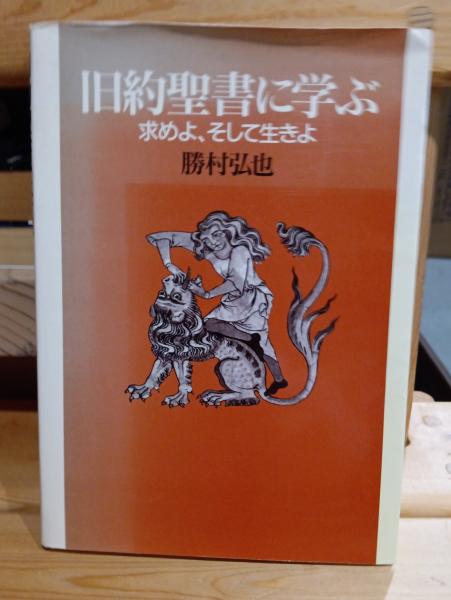 旧約聖書に学ぶ
求めよ、そして生きよ
勝村弘也